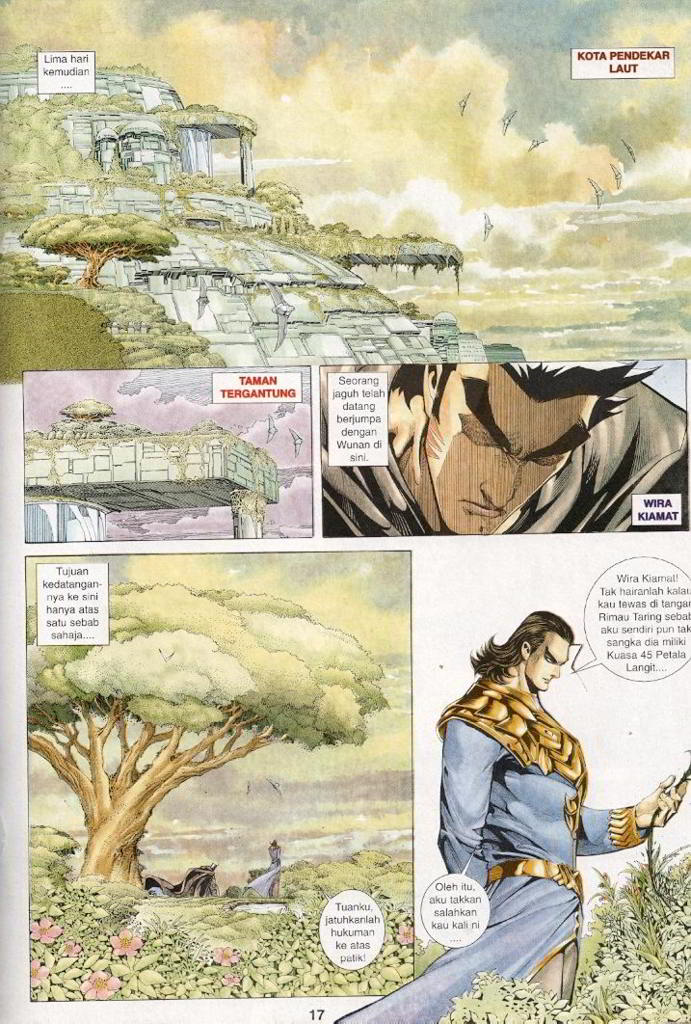 Lima hari
kemudian
....
KOTA PENDEKAR
LAUT
TAMAN
TERGANTUNG
Seorang
jaguh telah
datang
berjumpa
dengan
Wunan di
sini.
WIRA
KIAMAT
Tujuan
kedatangan-
nya ke sini
hanya atas
satu sebab
sahaja....
Wira Kiamat!
Tak hairanlah kalau
kau tewas di tangan
Rimau Taring sebab
aku sendiri pun tak
sangka dia miliki
Kuasa 45 Petala
Langit....
Tuanku,
jatuhkanlah
hukuman
ke atas
patik!
Oleh itu,
aku takkan
salahkan
kau kali ni
....
17